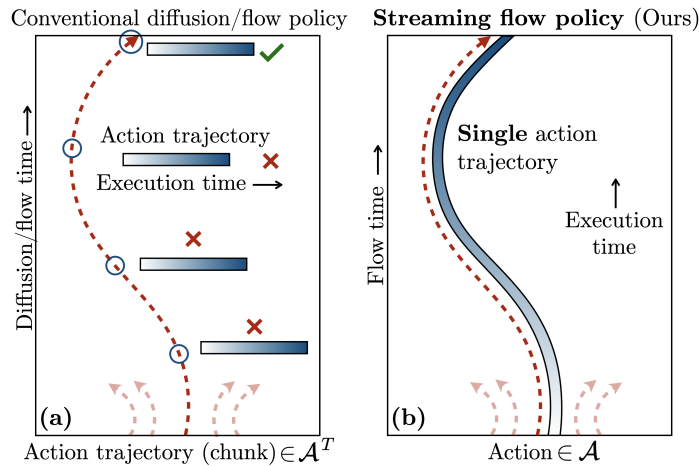 Conventional diffusion/flow policy
Diffusion/flow time ⟶
Action trajectory
Execution time ⟶
(a)
Action trajectory (chunk) ∈ 𝒜ᵀ
Streaming flow policy (Ours)
Flow time ⟶
Single action
trajectory
Execution
time
(b)
Action ∈ 𝒜